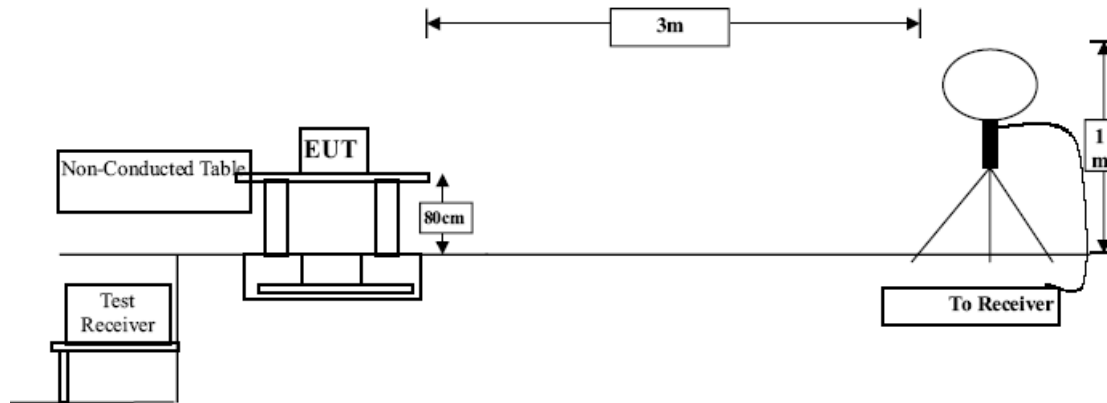 3m
EUT
Non-Conducted Table
1
m
80cm
Test
Receiver
To Receiver